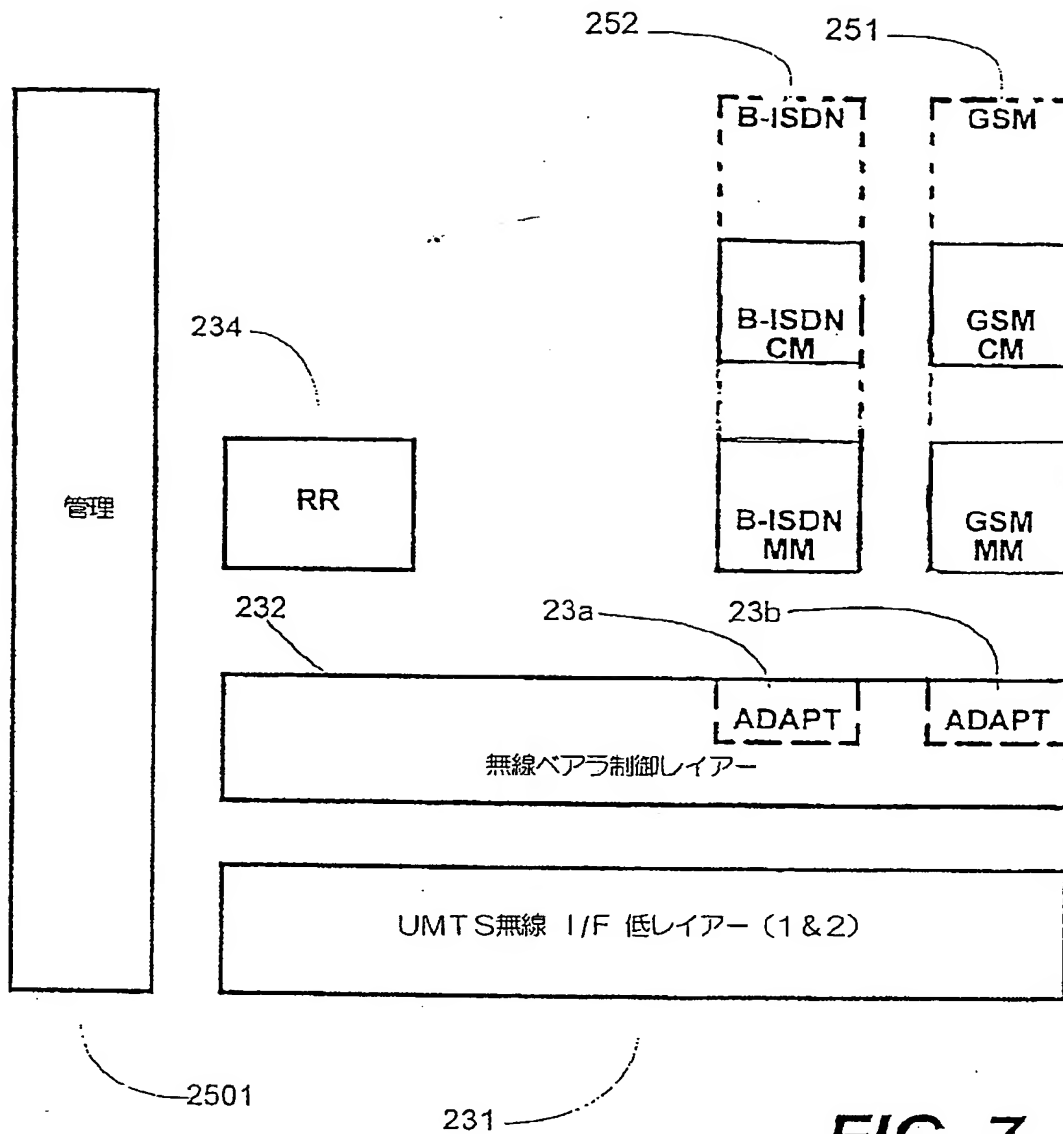 252
251
B-ISDN
GSM
B-ISDN
CM
GSM
CM
234
RR
管理
B-ISDN
MM
GSM
MM
232
23a
23b
ADAPT
ADAPT
無線ベアラ制御レイアー
UMTS無線 I/F 低レイアー (1&2)
2501
231